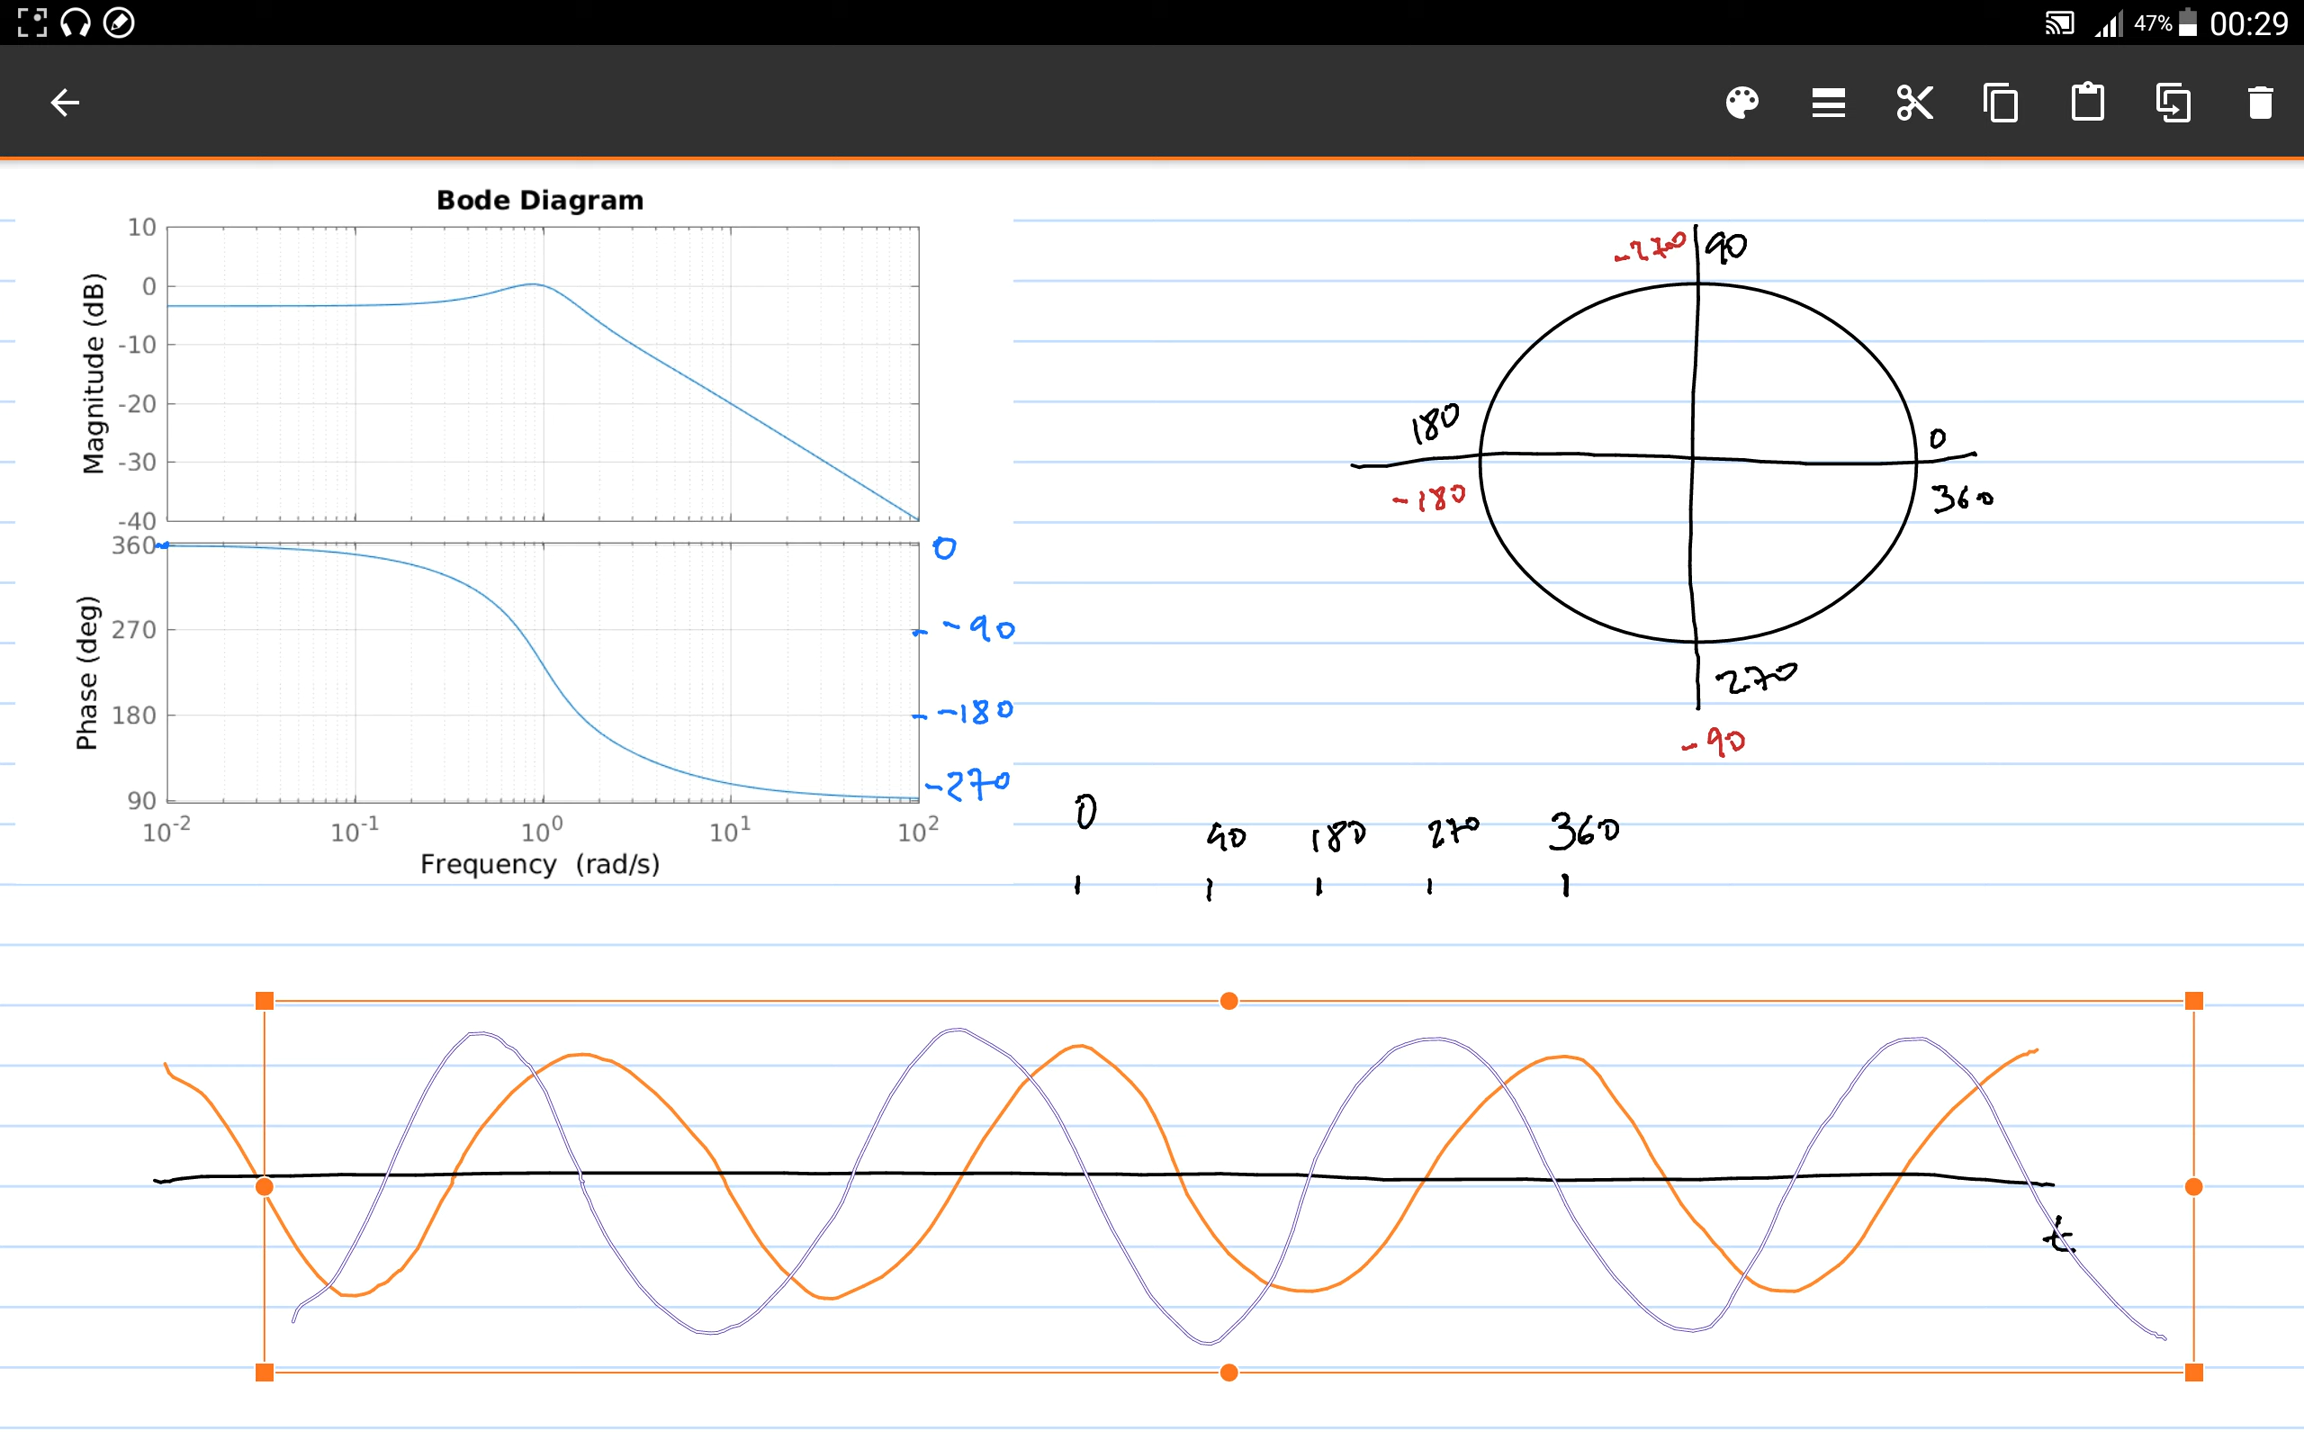 47% 00:29
Bode Diagram
Magnitude (dB)
10
0
-10
-20
-30
-40
Phase (deg)
360
270
180
90
0
-90
-180
-270
10-2 10-1 100 101 102
Frequency (rad/s)
-270 90
180 0
-180 360
270
-90
0 90 180 270 360
t